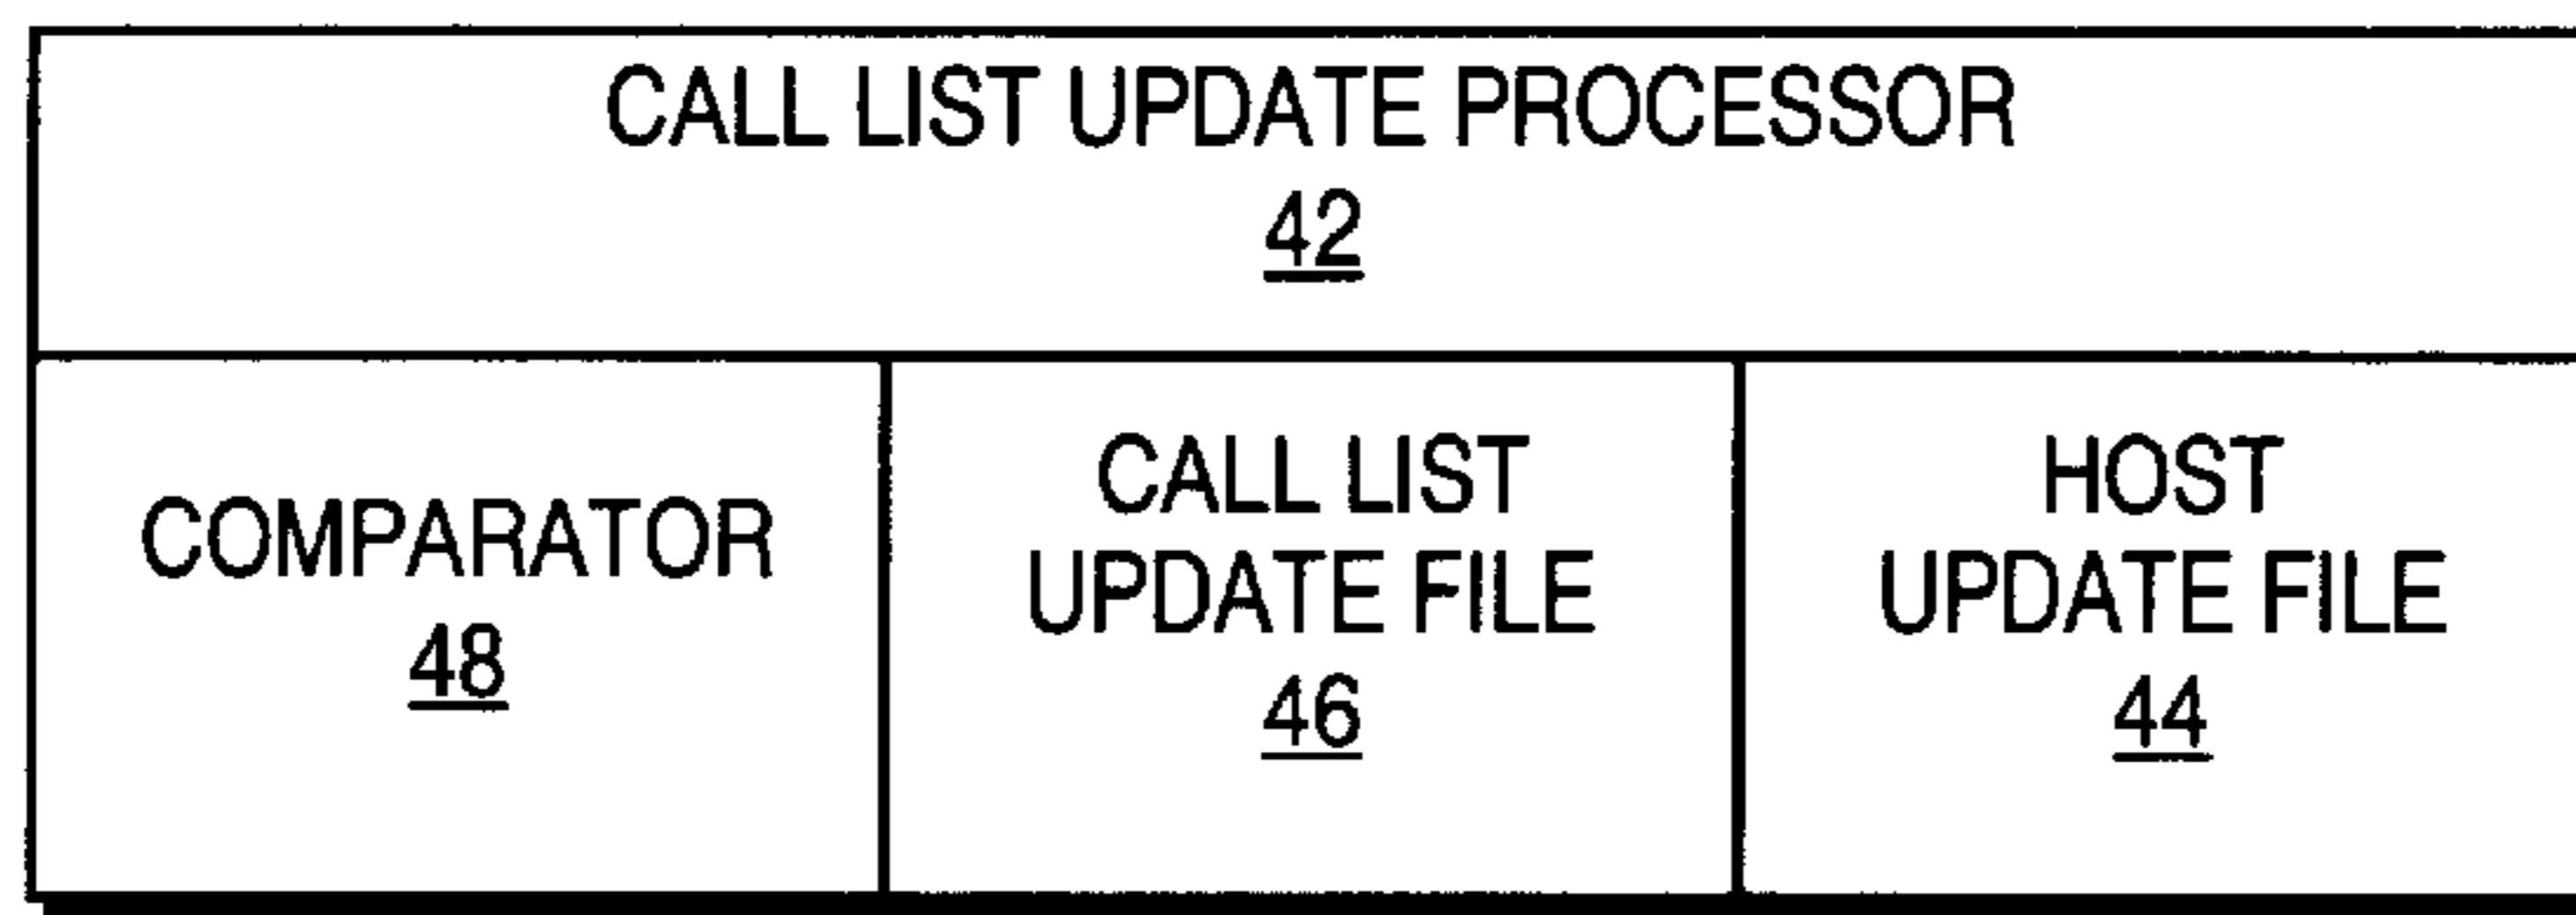 CALL LIST UPDATE PROCESSOR
42
COMPARATOR
48
CALL LIST
UPDATE FILE
46
HOST
UPDATE FILE
44